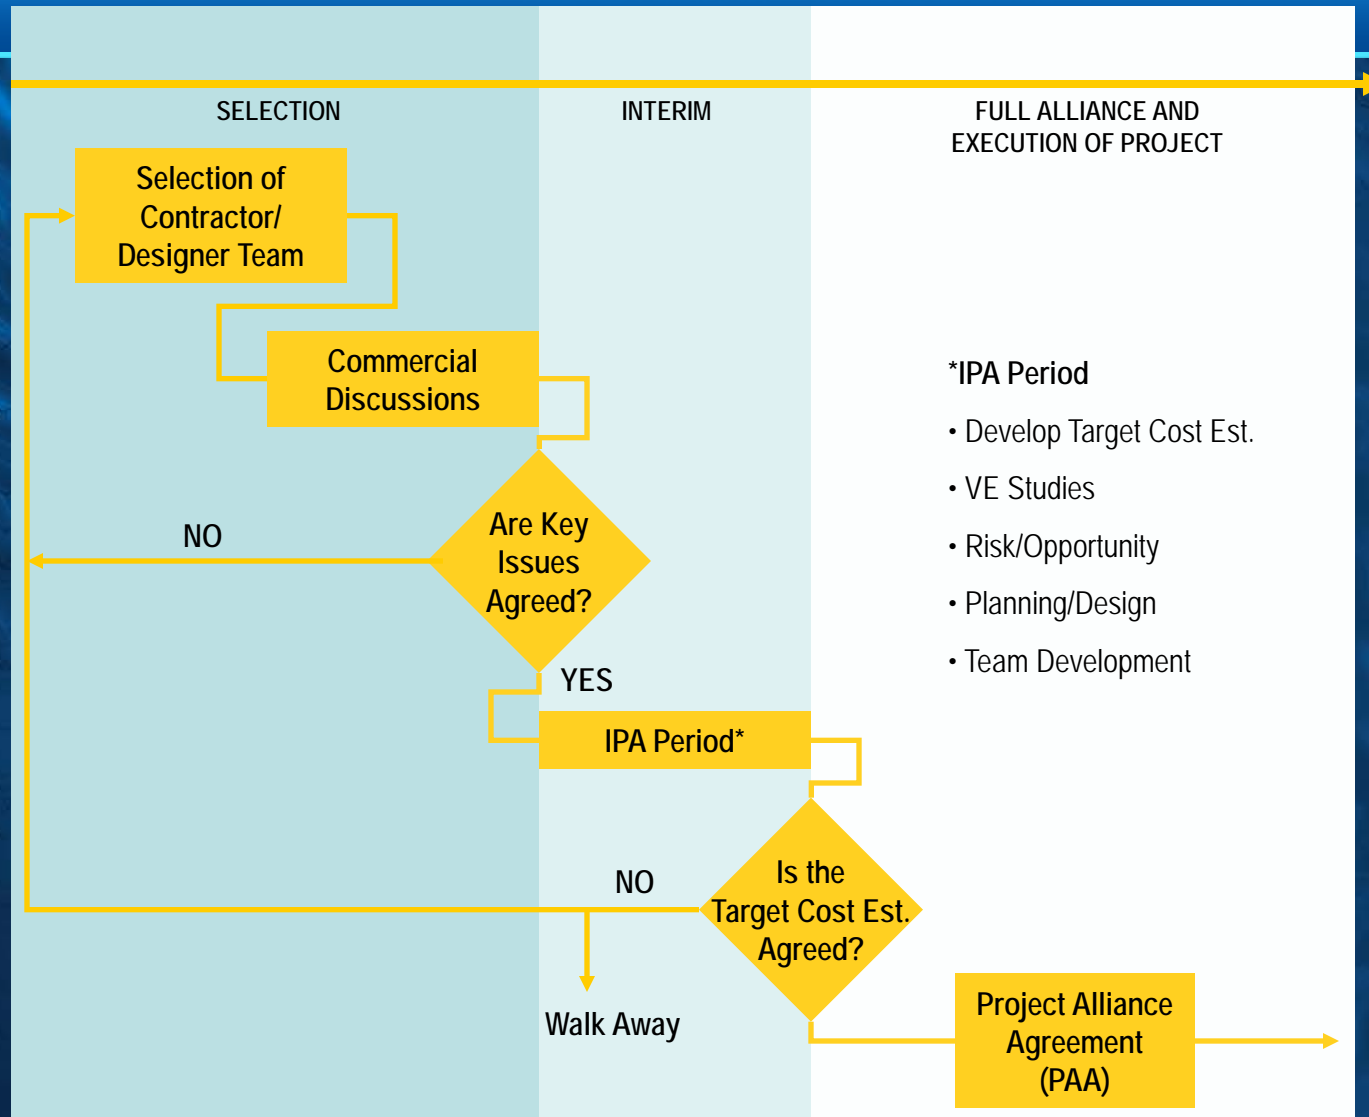 SELECTION
INTERIM
FULL ALLIANCE AND
EXECUTION OF PROJECT
Selection of
Contractor/
Designer Team
Commercial
Discussions
*IPA Period
• Develop Target Cost Est.
• VE Studies
• Risk/Opportunity
• Planning/Design
• Team Development
Are Key
Issues
Agreed?
NO
YES
IPA Period*
Is the
Target Cost Est.
Agreed?
NO
Walk Away
Project Alliance
Agreement
(PAA)